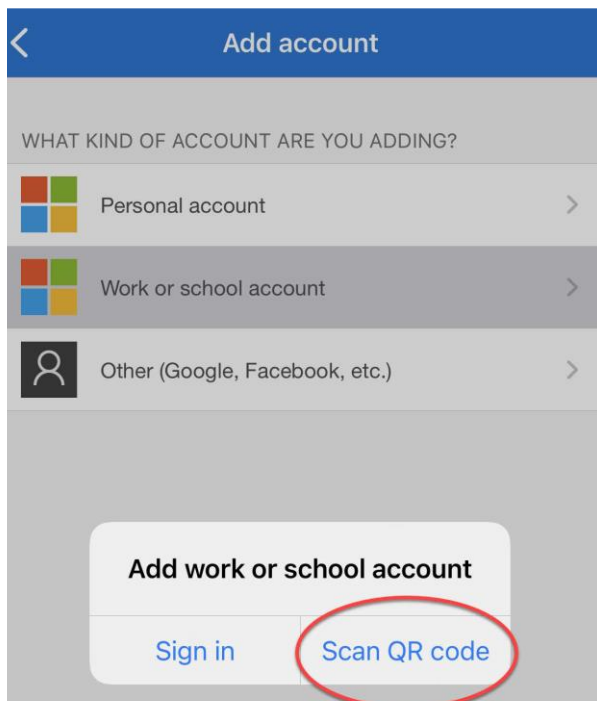 Add account
WHAT KIND OF ACCOUNT ARE YOU ADDING?
Personal account
Work or school account
Other (Google, Facebook, etc.)
Add work or school account
Sign in Scan QR code